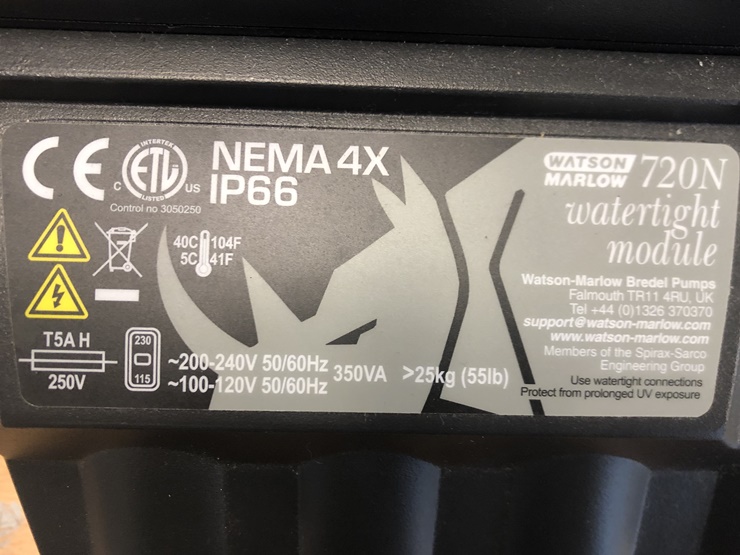 CE
INTERTEK
c ETL us
LISTED
Control no 3050250
NEMA 4X
IP66
40C 104F
5C 41F
T5A H
250V
230
115
~200-240V 50/60Hz
~100-120V 50/60Hz
350VA
>25kg (55lb)
WATSON
MARLOW
720N
watertight
module
Watson-Marlow Bredel Pumps
Falmouth TR11 4RU, UK
Tel +44 (0)1326 370370
support@watson-marlow.com
www.watson-marlow.com
Members of the Spirax-Sarco
Engineering Group
Use watertight connections
Protect from prolonged UV exposure